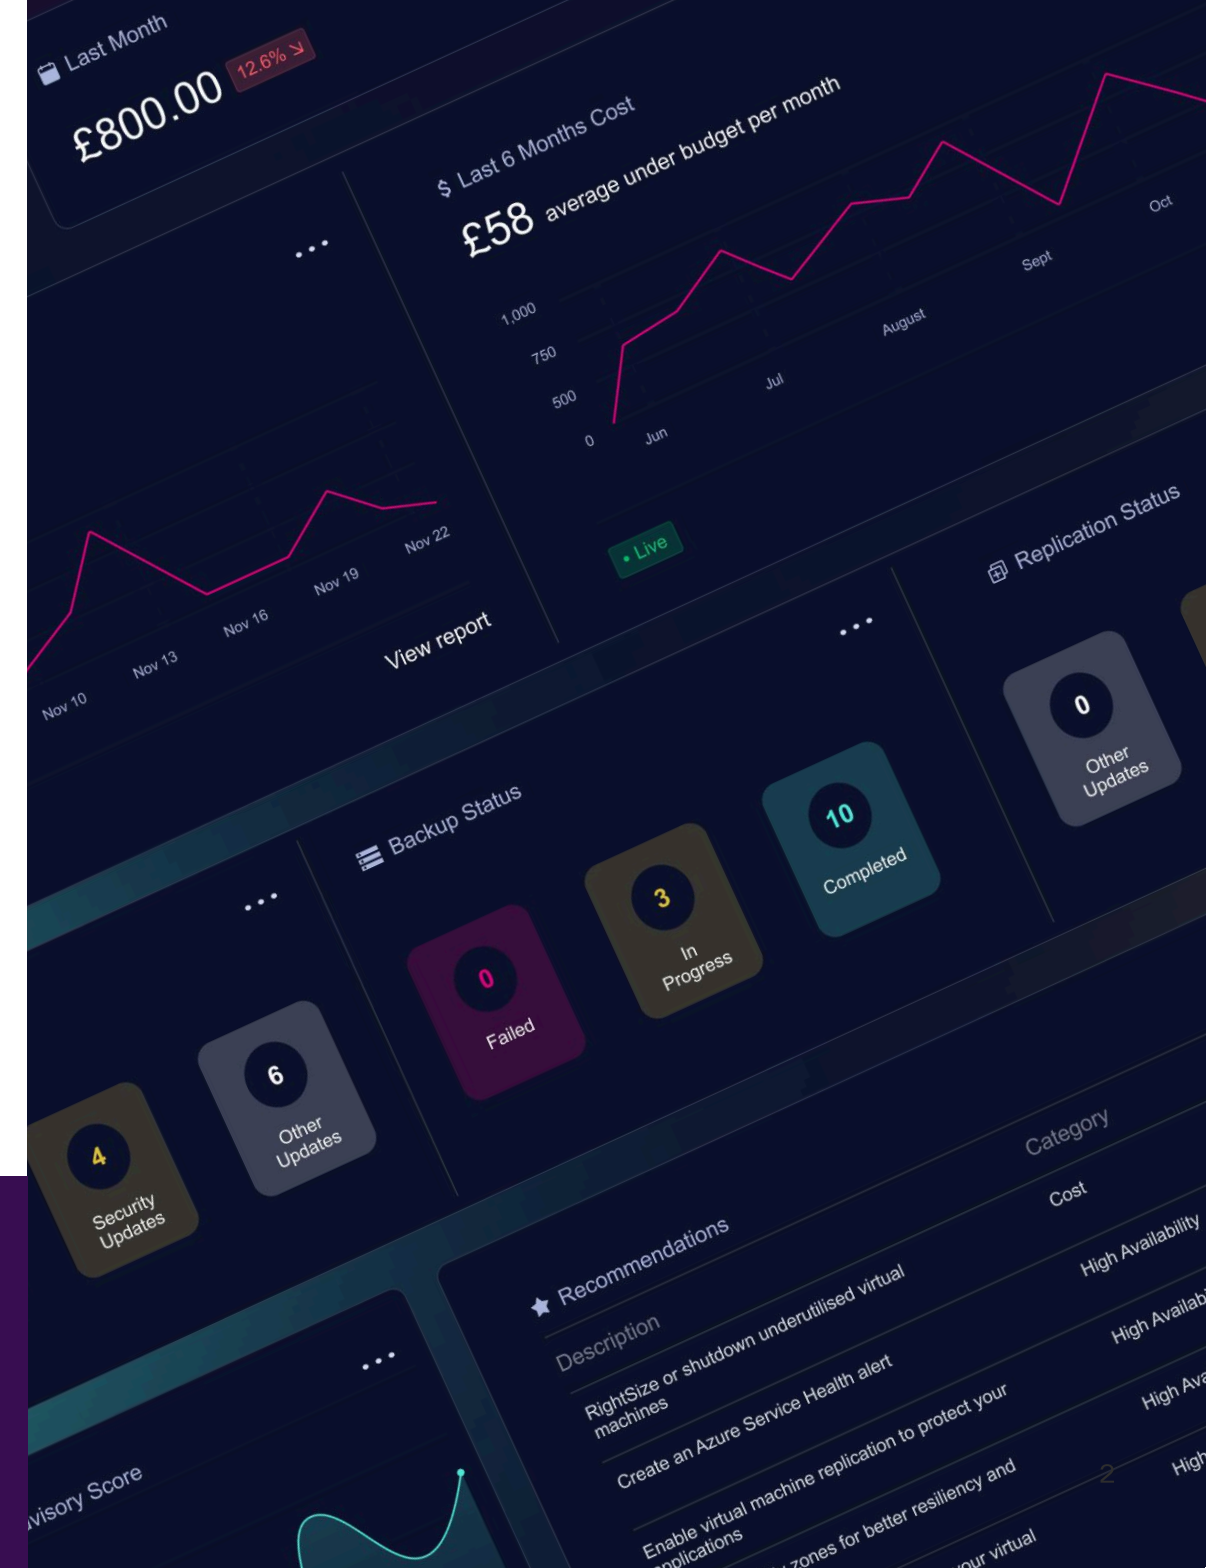 Last Month
£800.00
12.6%
$ Last 6 Months Cost
£58 average under budget per month
1,000
750
500
0
Jun
Jul
August
Sept
Oct
Live
Nov 10
Nov 13
Nov 16
Nov 19
Nov 22
View report
Replication Status
0
Other
Updates
Backup Status
0
Failed
3
In
Progress
10
Completed
4
Security
Updates
6
Other
Updates
Recommendations
Description
Category
RightSize or shutdown underutilised virtual
machines
Cost
Create an Azure Service Health alert
High Availability
Enable virtual machine replication to protect your
applications
High
zones for better resiliency and
High
your virtual
High
Score
2